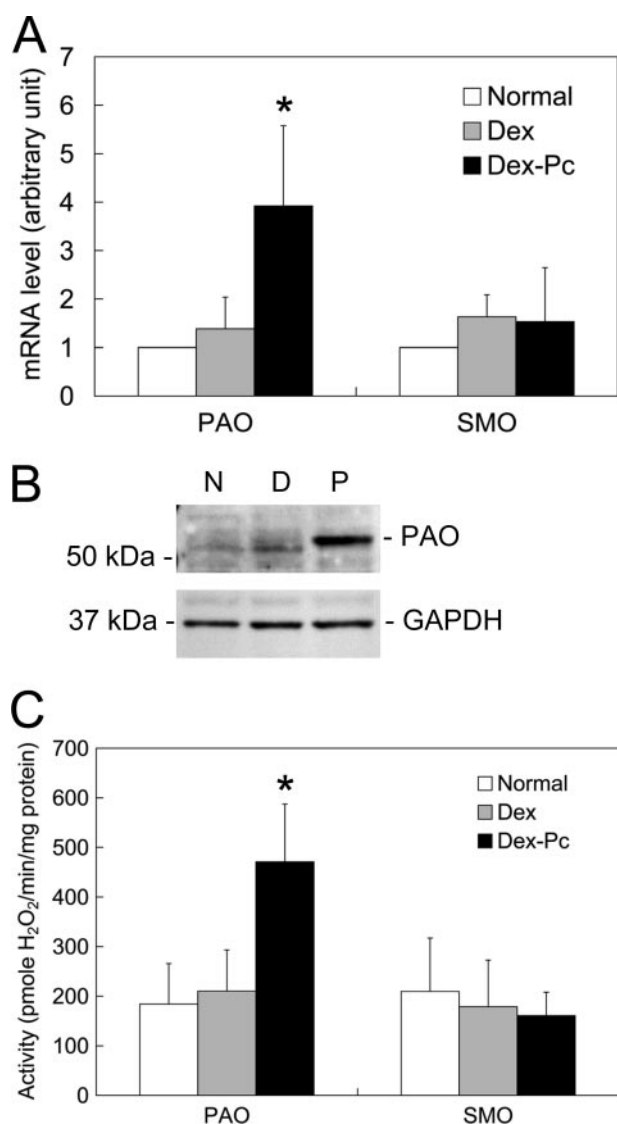 A
mRNA level (arbitrary unit)
7
6
5
4
3
2
1
0
*
Normal
Dex
Dex-Pc
PAO SMO
B
N D P
50 kDa - - PAO
37 kDa - - GAPDH
C
Activity (pmole H₂O₂/min/mg protein)
700
600
500
400
300
200
100
0
*
Normal
Dex
Dex-Pc
PAO SMO